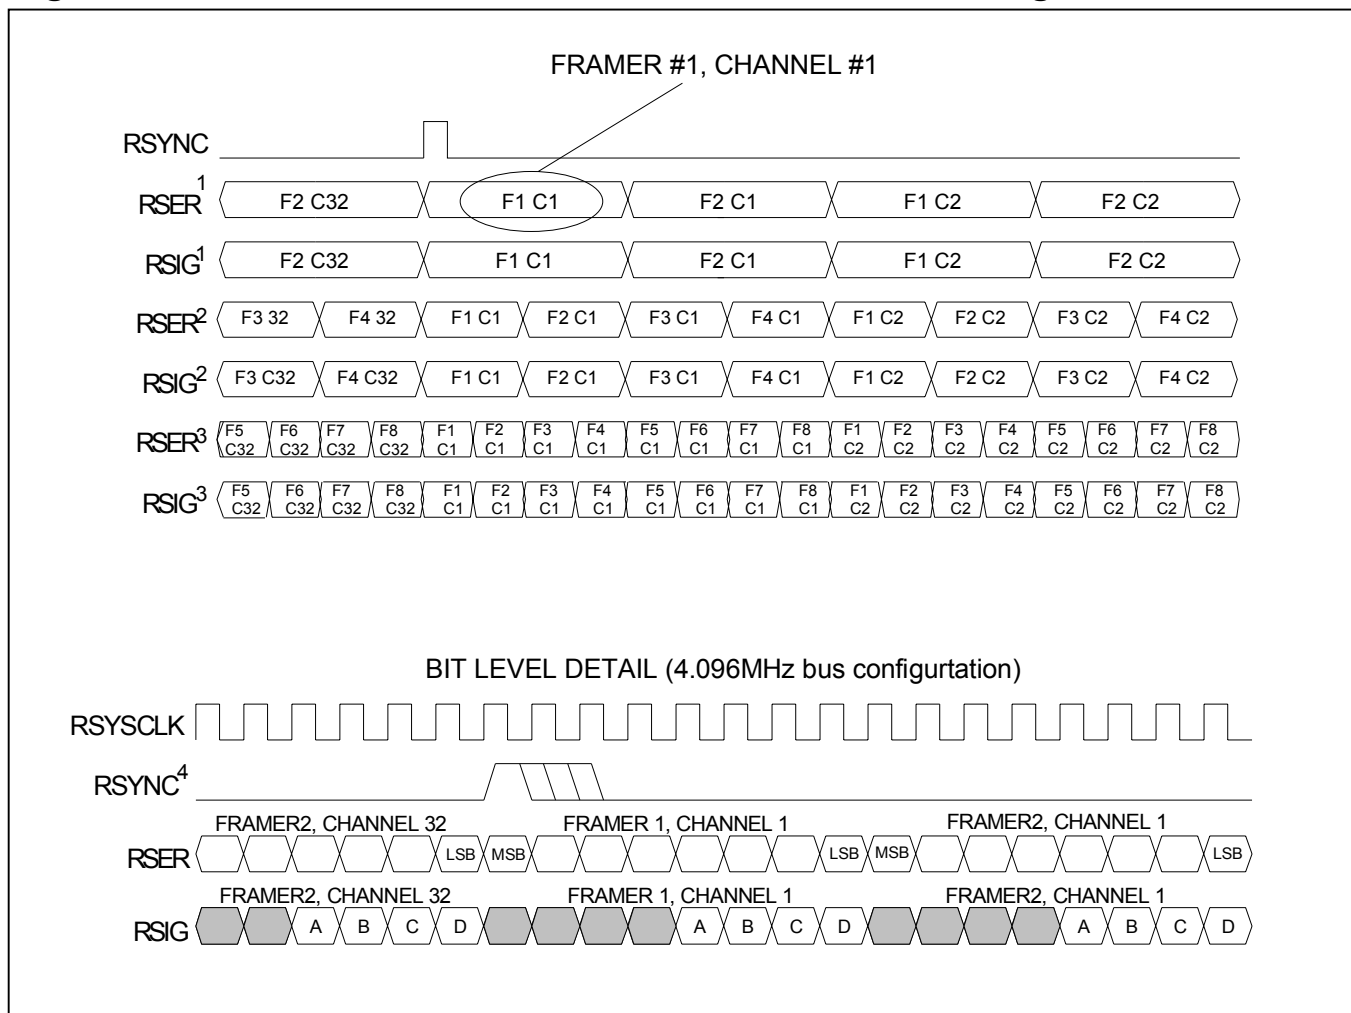 FRAMER #1, CHANNEL #1
RSYNC
RSER1 F2 C32 F1 C1 F2 C1 F1 C2 F2 C2
RSIG1 F2 C32 F1 C1 F2 C1 F1 C2 F2 C2
RSER2 F3 32 F4 32 F1 C1 F2 C1 F3 C1 F4 C1 F1 C2 F2 C2 F3 C2 F4 C2
RSIG2 F3 C32 F4 C32 F1 C1 F2 C1 F3 C1 F4 C1 F1 C2 F2 C2 F3 C2 F4 C2
RSER3 F5 C32 F6 C32 F7 C32 F8 C32 F1 C1 F2 C1 F3 C1 F4 C1 F5 C1 F6 C1 F7 C1 F8 C1 F1 C2 F2 C2 F3 C2 F4 C2 F5 C2 F6 C2 F7 C2 F8 C2
RSIG3 F5 C32 F6 C32 F7 C32 F8 C32 F1 C1 F2 C1 F3 C1 F4 C1 F5 C1 F6 C1 F7 C1 F8 C1 F1 C2 F2 C2 F3 C2 F4 C2 F5 C2 F6 C2 F7 C2 F8 C2
BIT LEVEL DETAIL (4.096MHz bus configurtation)
RSYSCLK
RSYNC4
FRAMER2, CHANNEL 32 FRAMER 1, CHANNEL 1 FRAMER2, CHANNEL 1
RSER LSB MSB LSB MSB LSB
FRAMER2, CHANNEL 32 FRAMER 1, CHANNEL 1 FRAMER2, CHANNEL 1
RSIG A B C D A B C D A B C D